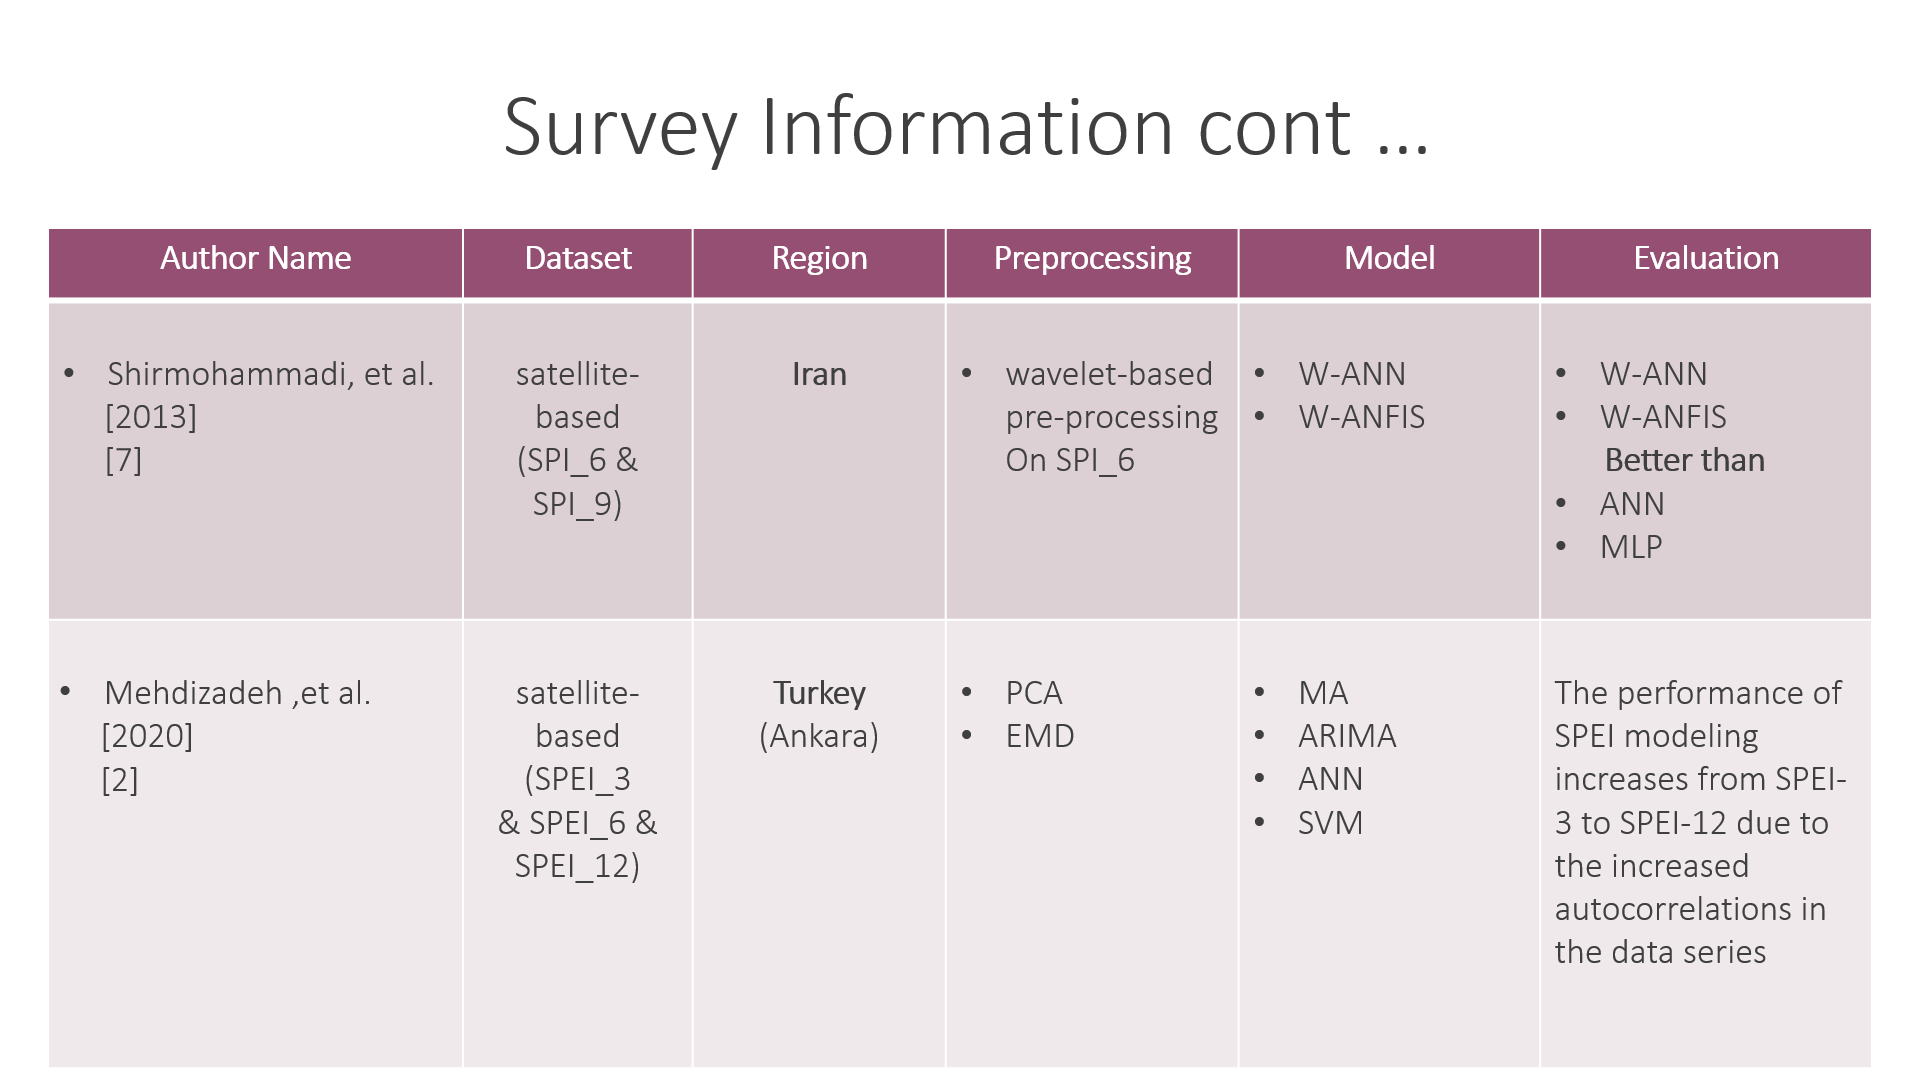 Survey Information cont ...
Author Name
Dataset
Region
Preprocessing
Model
Evaluation
• Shirmohammadi, et al.
[2013]
[7]
satellite-
based
(SPI_6 &
SPI_9)
Iran
• wavelet-based
pre-processing
On SPI_6
• W-ANN
• W-ANFIS
• W-ANN
• W-ANFIS
Better than
• ANN
• MLP
• Mehdizadeh ,et al.
[2020]
[2]
satellite-
based
(SPEI_3
& SPEI_6 &
SPEI_12)
Turkey
(Ankara)
• PCA
• EMD
• MA
• ARIMA
• ANN
• SVM
The performance of
SPEI modeling
increases from SPEI-
3 to SPEI-12 due to
the increased
autocorrelations in
the data series